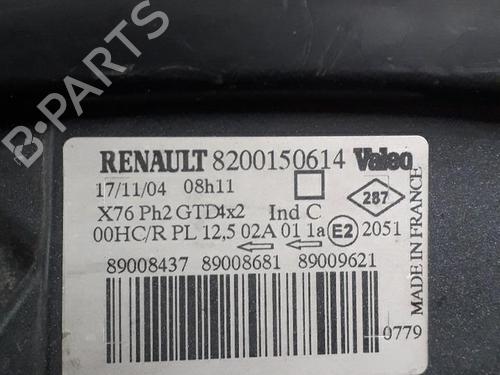 B-PARTS
RENAULT 8200150614 Valeo
17/11/04 08h11
287
X76 Ph2 GTD4x2 Ind C
00HC/R PL 12,5 02A 01 1a E2 2051
89008437 89008681 89009621
0779
MADE IN FRANCE